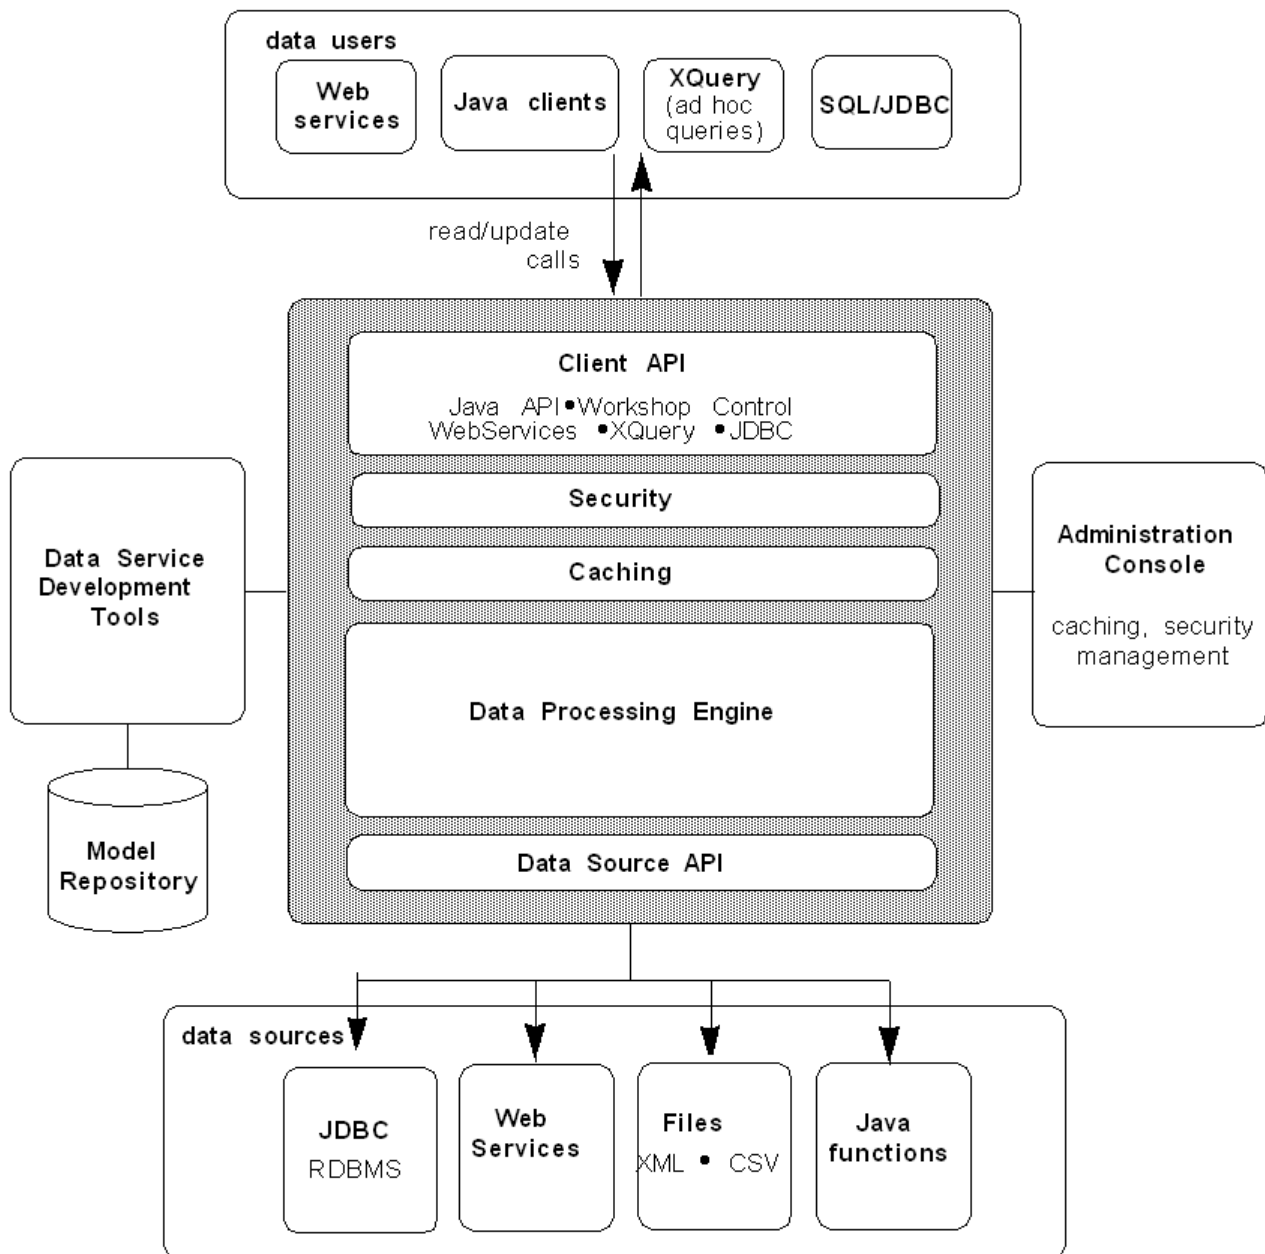 data users
Web
services
Java clients
XQuery
(ad hoc
queries)
SQL/JDBC
read/update
calls
Client API
Java API•Workshop Control
WebServices •XQuery •JDBC
Security
Caching
Data Processing Engine
Data Source API
Data Service
Development
Tools
Model
Repository
Administration
Console
caching, security
management
data sources
JDBC
RDBMS
Web
Services
Files
XML • CSV
Java
functions